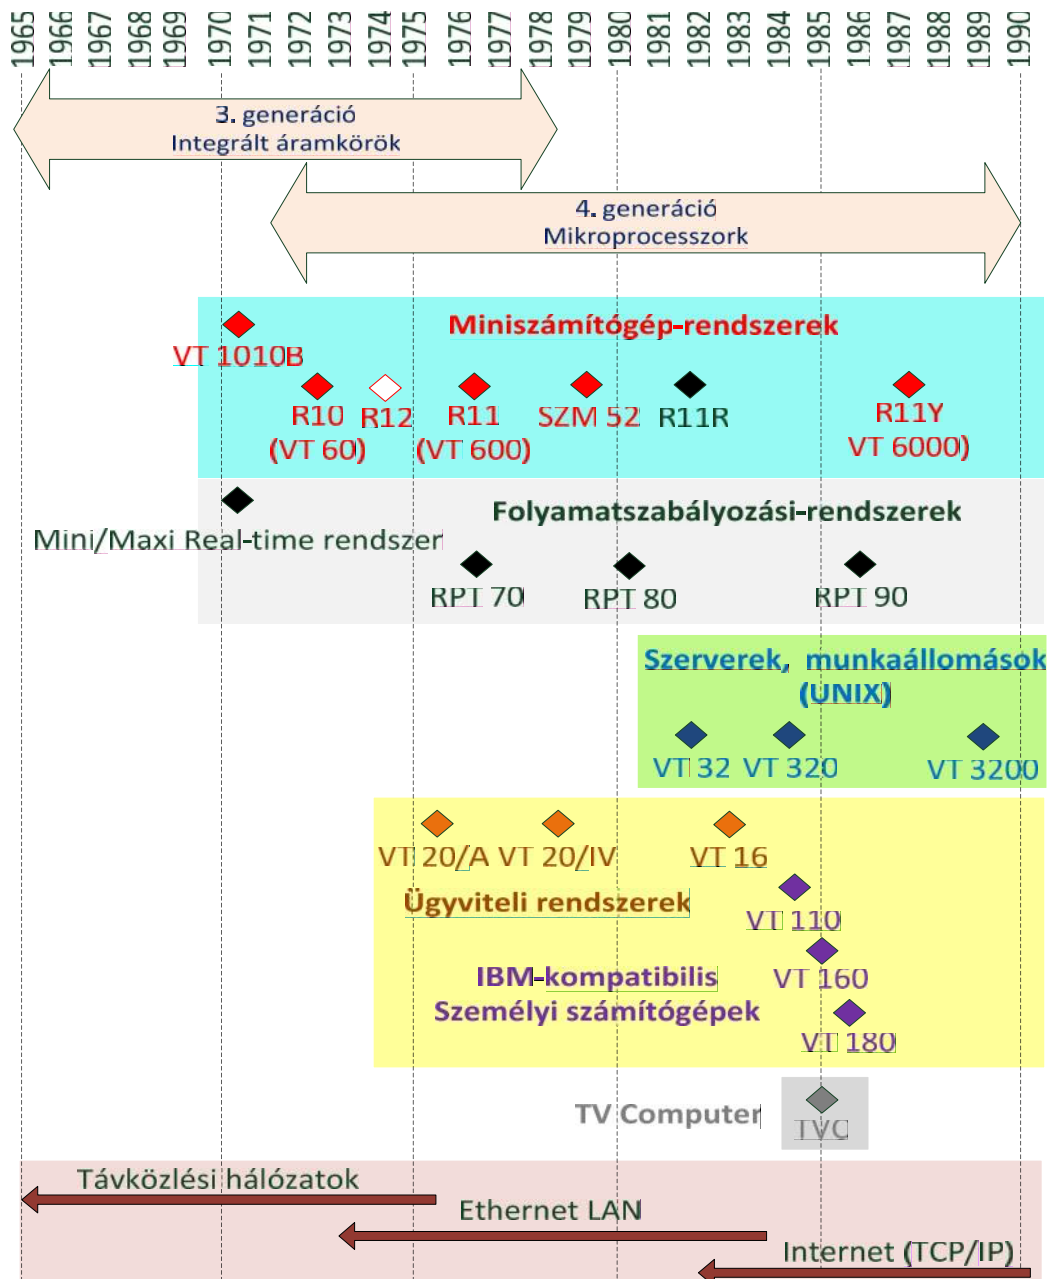 1965 1966 1967 1968 1969 1970 1971 1972 1973 1974 1975 1976 1977 1978 1979 1980 1981 1982 1983 1984 1985 1986 1987 1988 1989 1990
3. generáció
Integrált áramkörök
4. generáció
Mikroprocesszork
Miniszámítógép-rendszerek
VT 1010B
R10 R12 R11 SZM 52 R11R R11Y
(VT 60) (VT 600) VT 6000)
Folyamatszabályozási-rendszerek
Mini/Maxi Real-time rendszer
RPT 70 RPT 80 RPT 90
Szerverek, munkaállomások
(UNIX)
VT 32 VT 320 VT 3200
VT 20/A VT 20/IV VT 16
Ügyviteli rendszerek
VT 110
IBM-kompatibilis
VT 160
Személyi számítógépek
VT 180
TV Computer
TVC
Távközlési hálózatok
Ethernet LAN
Internet (TCP/IP)